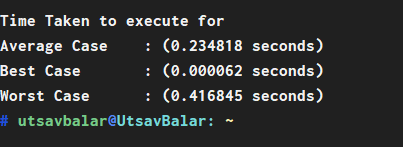 Time Taken to execute for
Average Case    : (0.234818 seconds)
Best Case       : (0.000062 seconds)
Worst Case      : (0.416845 seconds)
# utsavbalar@UtsavBalar: ~